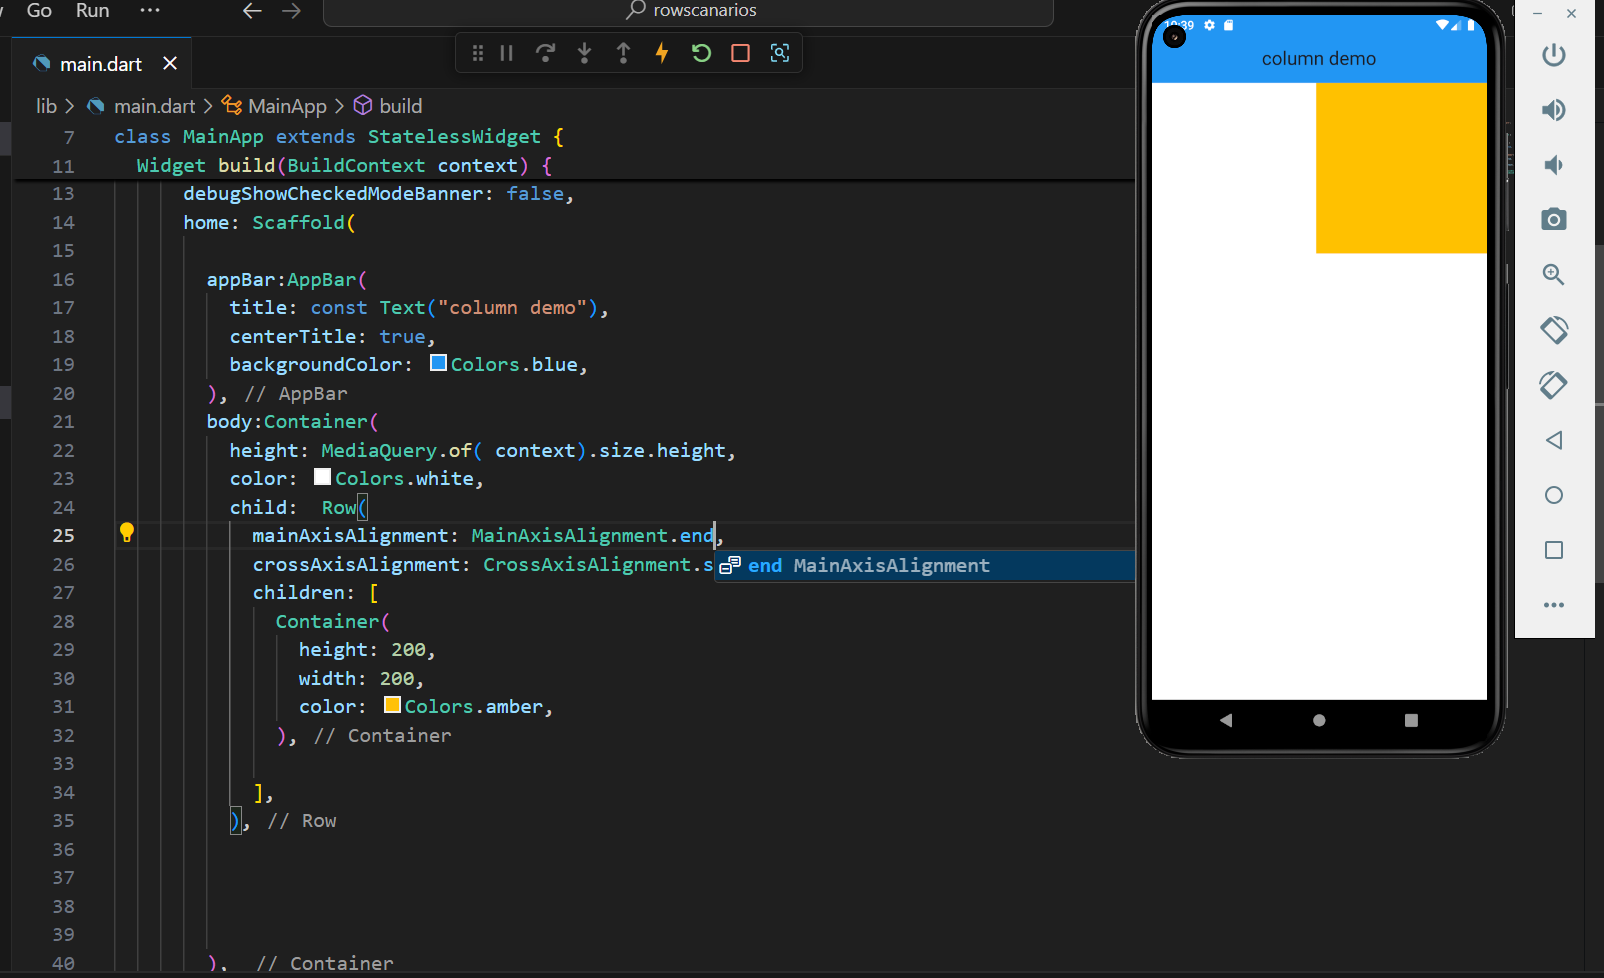 Go Run ··· rowscanarios
main.dart
lib > main.dart > MainApp > build
7 class MainApp extends StatelessWidget {
11 Widget build(BuildContext context) {
13 debugShowCheckedModeBanner: false,
14 home: Scaffold(
15
16 appBar:AppBar(
17 title: const Text("column demo"),
18 centerTitle: true,
19 backgroundColor: Colors.blue,
20 ), // AppBar
21 body:Container(
22 height: MediaQuery.of( context).size.height,
23 color: Colors.white,
24 child:  Row(
25 mainAxisAlignment: MainAxisAlignment.end,
26 crossAxisAlignment: CrossAxisAlignment.s
end MainAxisAlignment
27 children: [
28 Container(
29 height: 200,
30 width: 200,
31 color: Colors.amber,
32 ), // Container
33
34 ],
35 ), // Row
36
37
38
39
40 ),  // Container
column demo